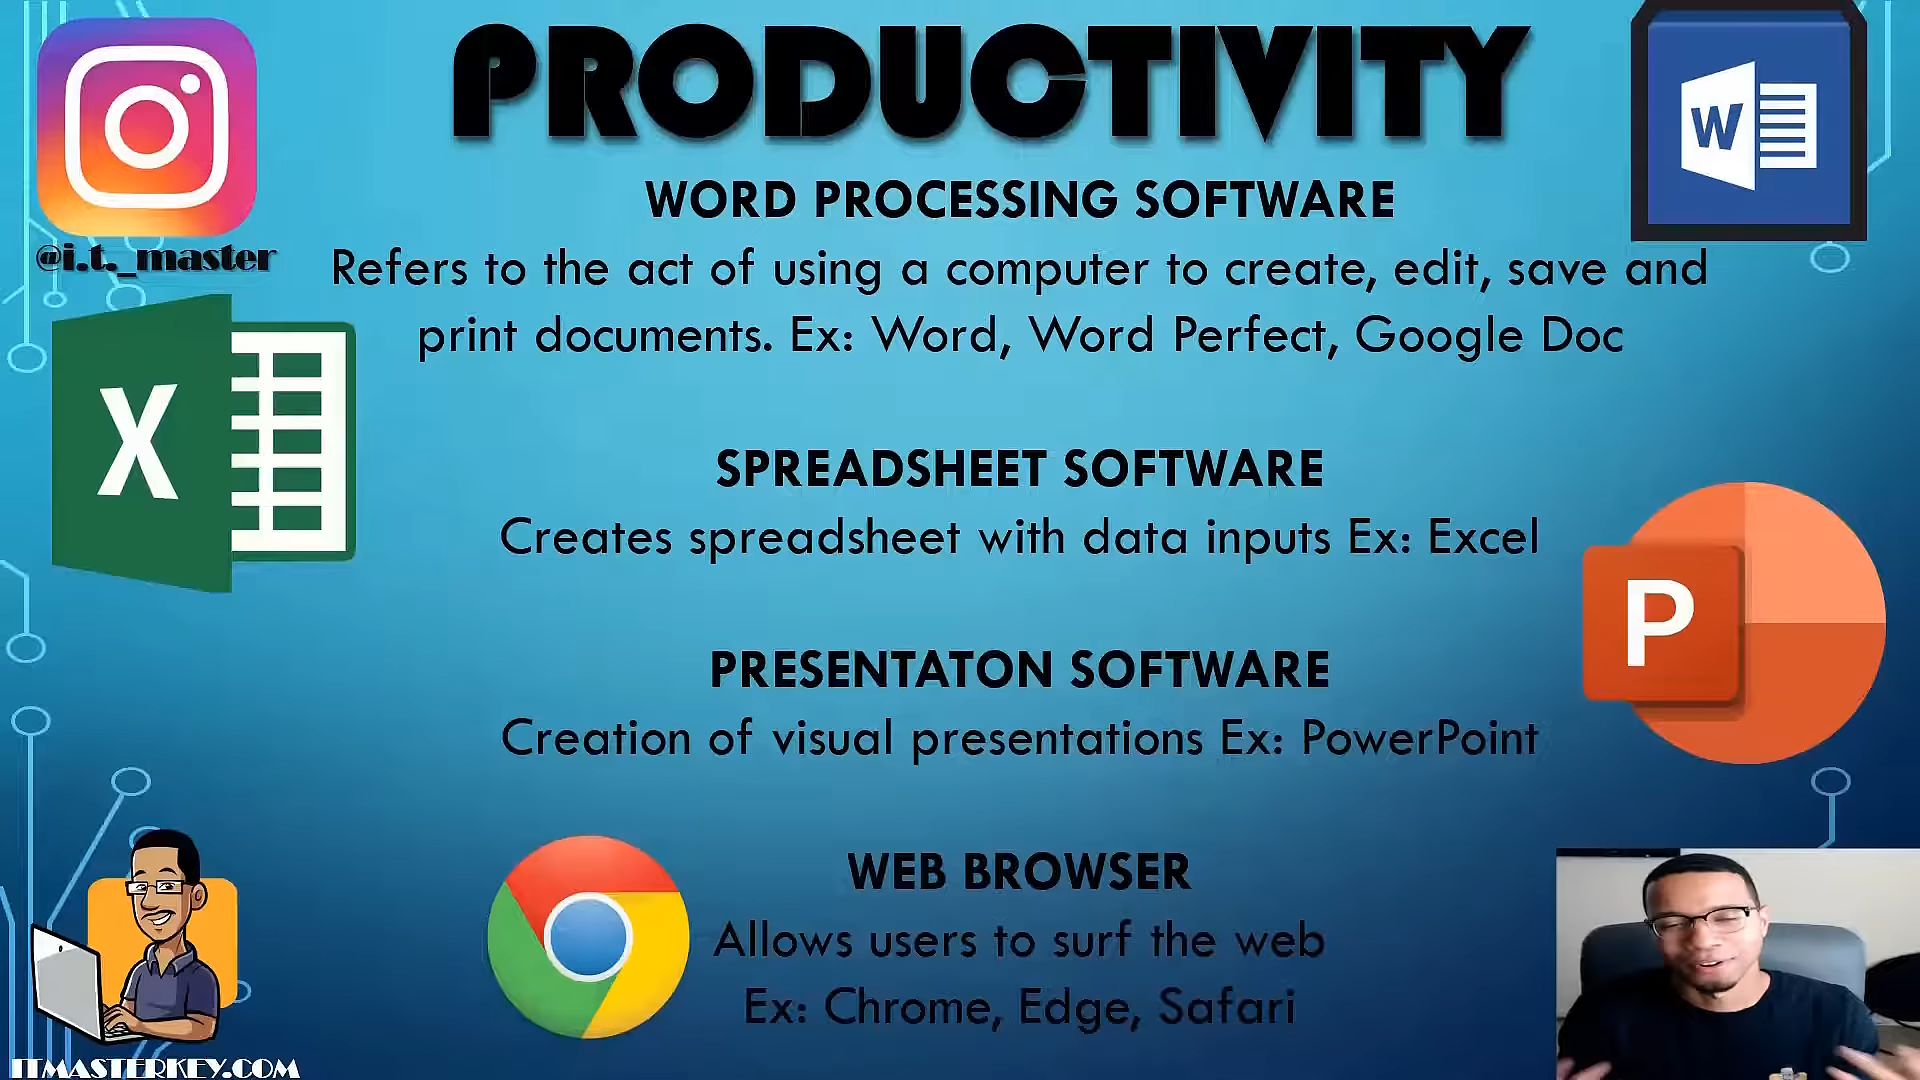 PRODUCTIVITY
W
WORD PROCESSING SOFTWARE
@i.t._master
Refers to the act of using a computer to create, edit, save and
print documents. Ex: Word, Word Perfect, Google Doc
X
SPREADSHEET SOFTWARE
Creates spreadsheet with data inputs Ex: Excel
P
PRESENTATON SOFTWARE
Creation of visual presentations Ex: PowerPoint
WEB BROWSER
Allows users to surf the web
Ex: Chrome, Edge, Safari
ITMASTERKEY.COM